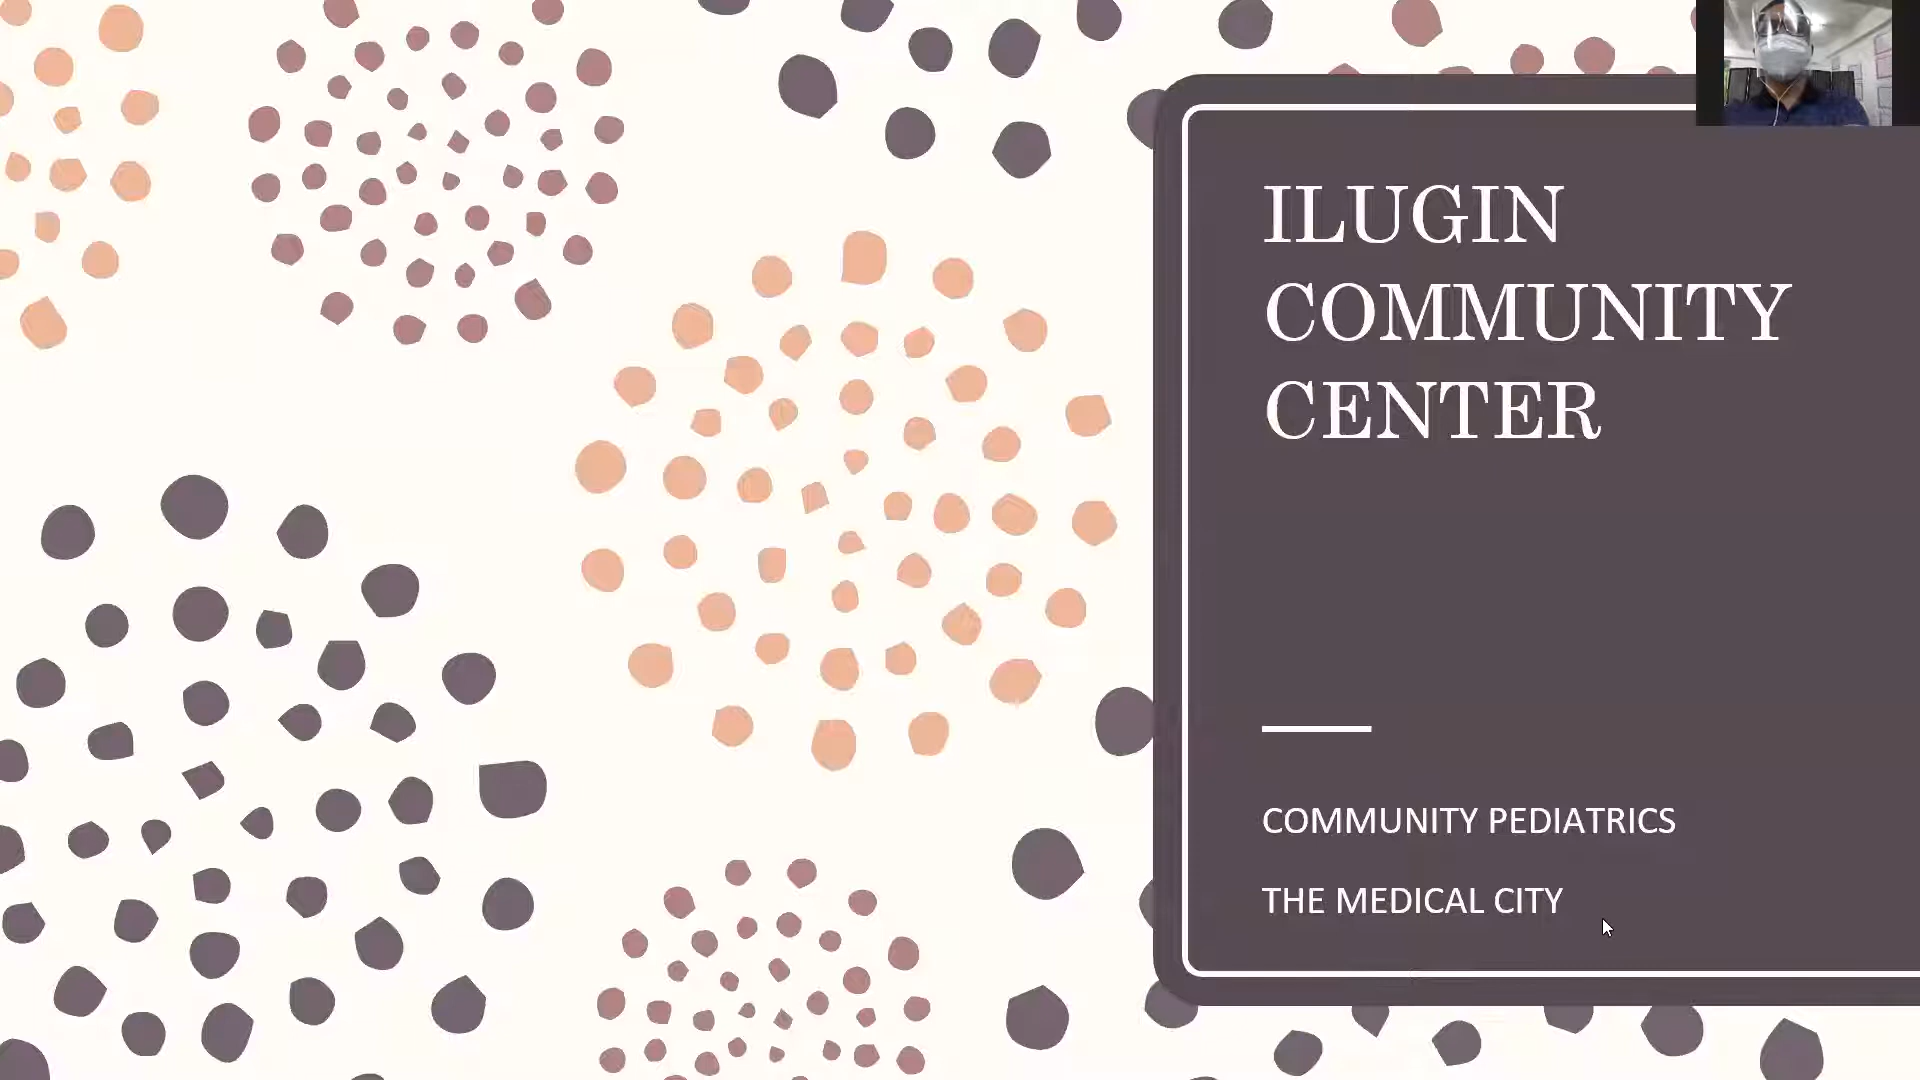 ILUGIN
COMMUNITY
CENTER
COMMUNITY PEDIATRICS
THE MEDICAL CITY